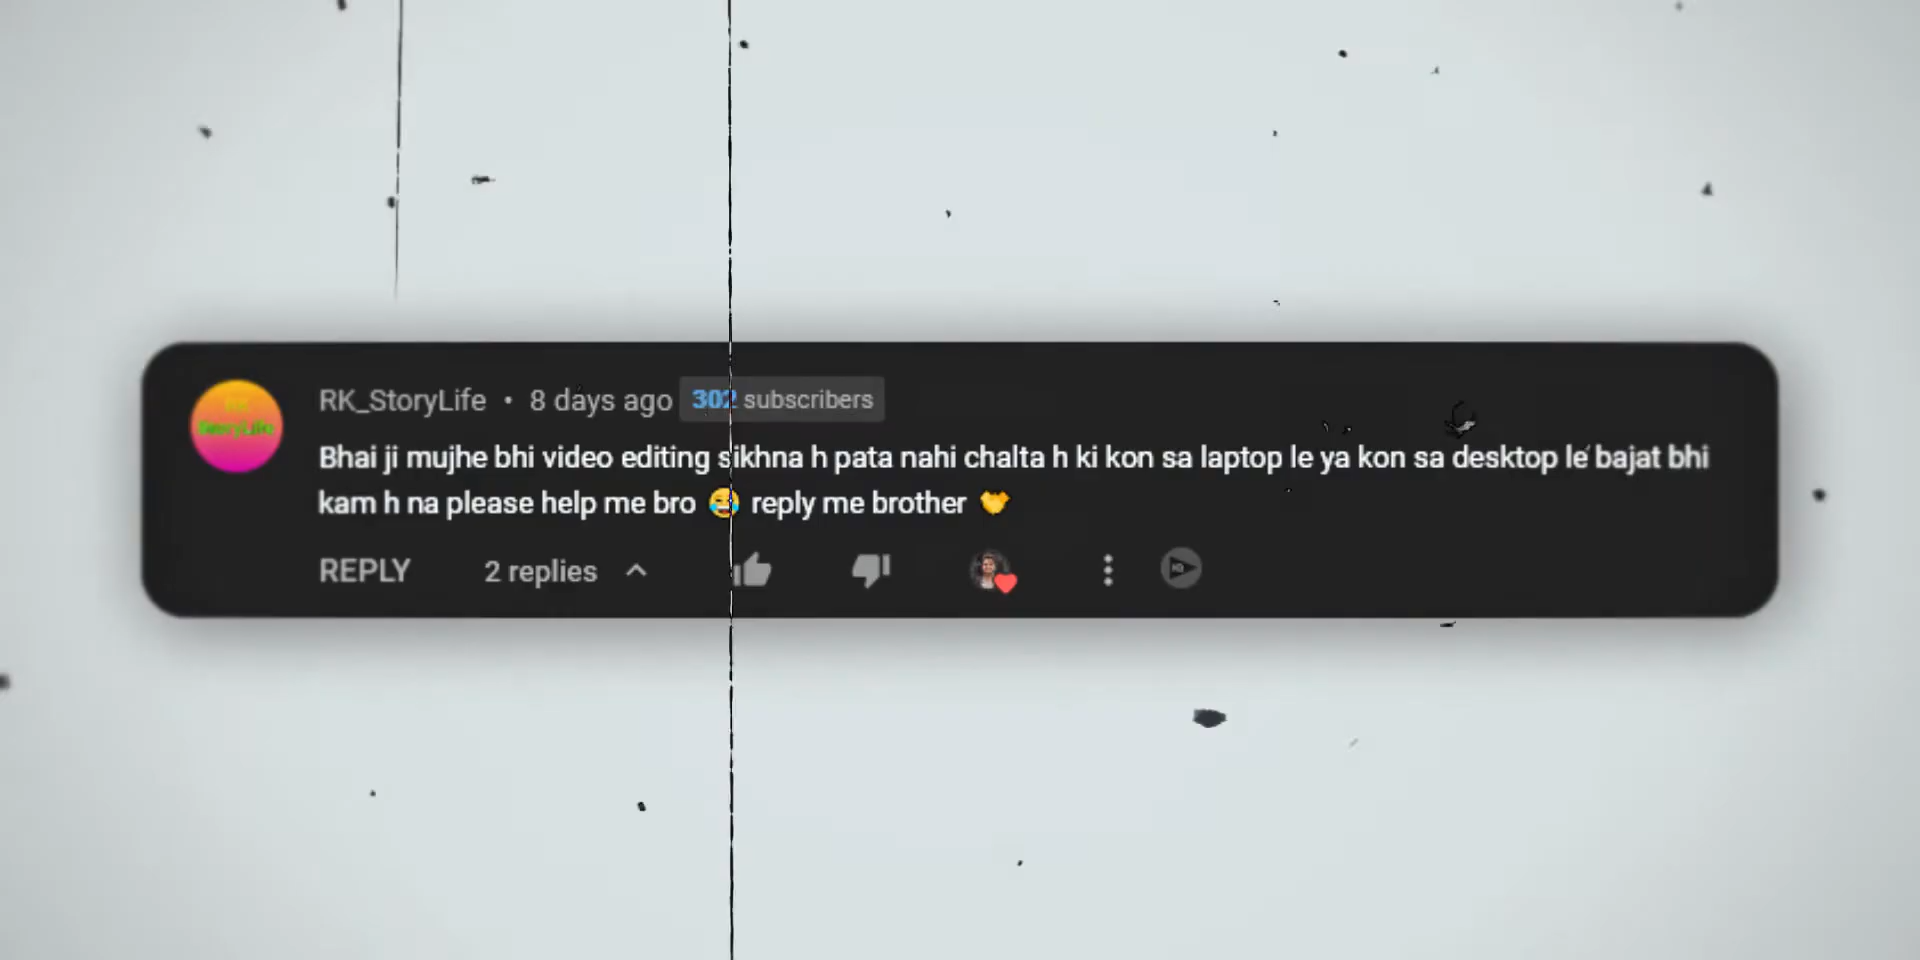 RK_StoryLife • 8 days ago 302 subscribers
Bhai ji mujhe bhi video editing sikhna h pata nahi chalta h ki kon sa laptop le ya kon sa desktop le bajat bhi
kam h na please help me bro 😂 reply me brother 💛
REPLY 2 replies